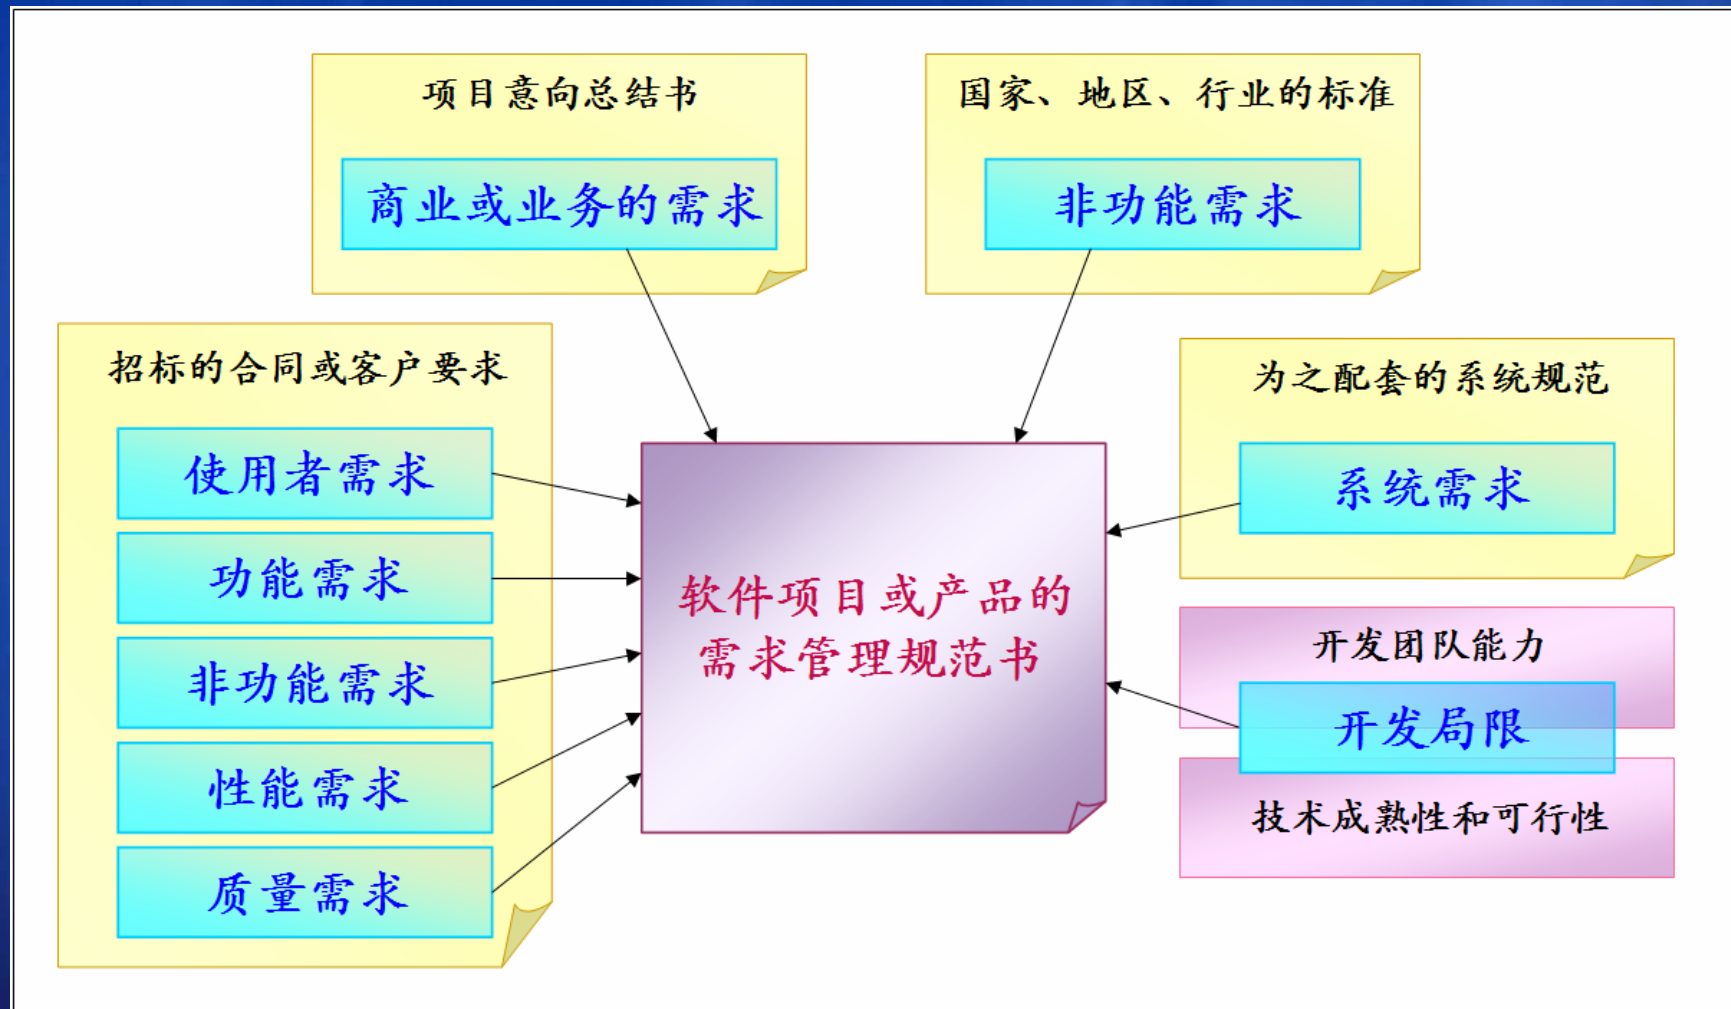 项目意向总结书
商业或业务的需求
国家、地区、行业的标准
非功能需求
招标的合同或客户要求
使用者需求
功能需求
非功能需求
性能需求
质量需求
软件项目或产品的
需求管理规范书
为之配套的系统规范
系统需求
开发团队能力
开发局限
技术成熟性和可行性